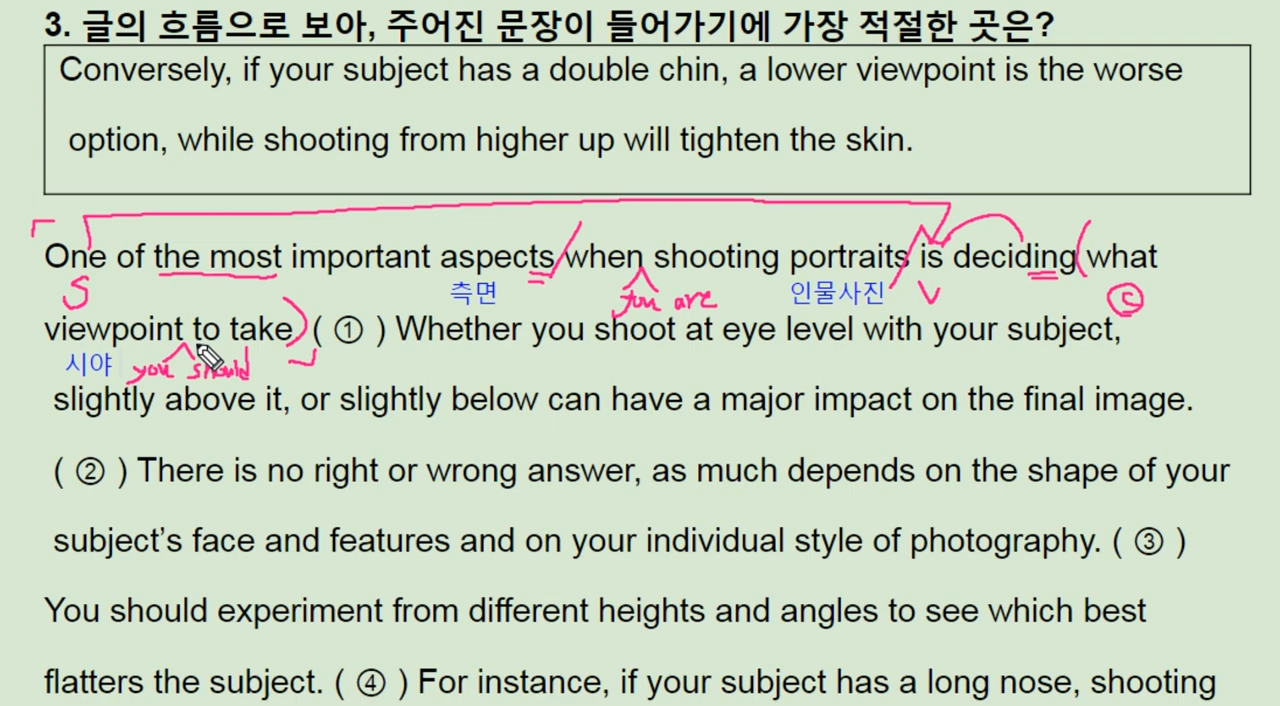 3. 글의 흐름으로 보아, 주어진 문장이 들어가기에 가장 적절한 곳은?
Conversely, if your subject has a double chin, a lower viewpoint is the worse
option, while shooting from higher up will tighten the skin.
One of the most important aspects when shooting portraits is deciding what
S 측면 you are 인물사진 V C
viewpoint to take ( ① ) Whether you shoot at eye level with your subject,
시야 you should
slightly above it, or slightly below can have a major impact on the final image.
( ② ) There is no right or wrong answer, as much depends on the shape of your
subject's face and features and on your individual style of photography. ( ③ )
You should experiment from different heights and angles to see which best
flatters the subject. ( ④ ) For instance, if your subject has a long nose, shooting